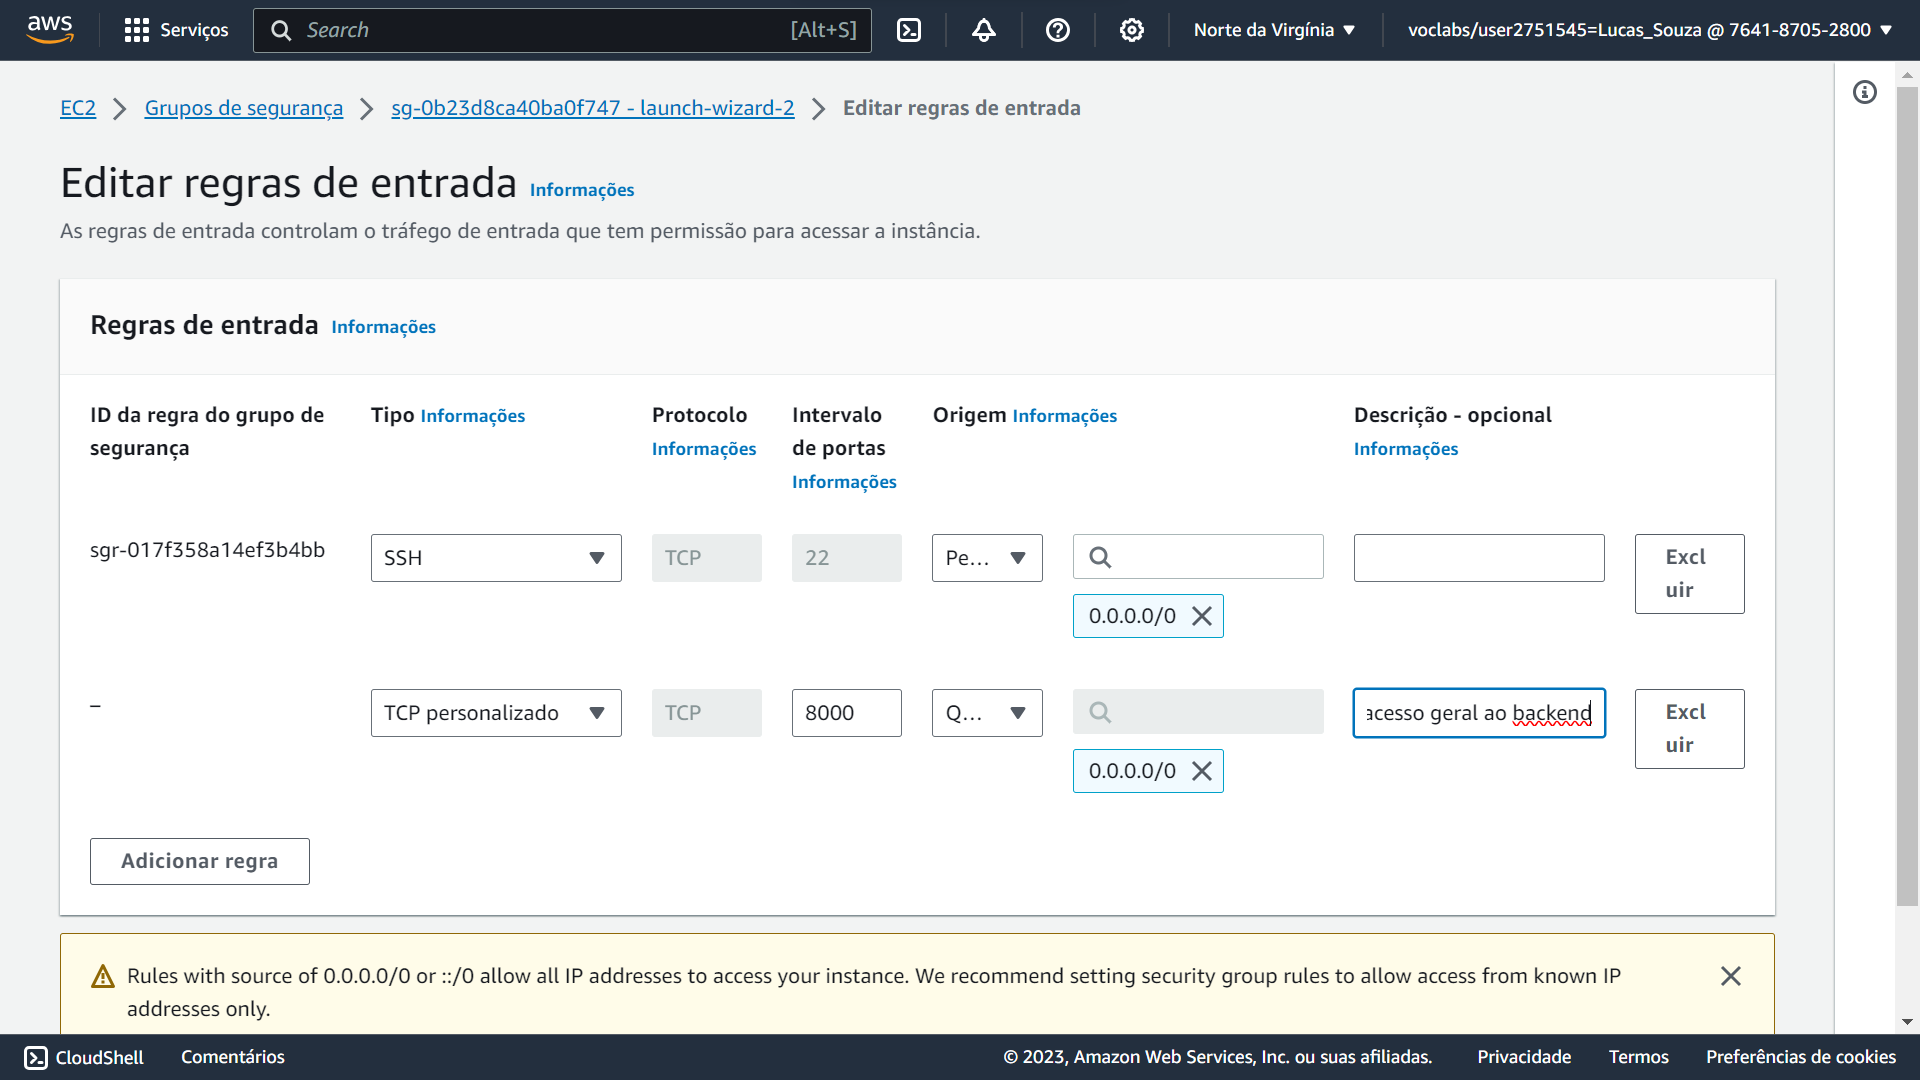 aws Serviços Search [Alt+S] Norte da Virgínia voclabs/user2751545=Lucas_Souza @ 7641-8705-2800
EC2 Grupos de segurança sg-0b23d8ca40ba0f747 - launch-wizard-2 Editar regras de entrada
Editar regras de entrada Informações
As regras de entrada controlam o tráfego de entrada que tem permissão para acessar a instância.
Regras de entrada Informações
ID da regra do grupo de segurança
Tipo Informações
Protocolo Informações
Intervalo de portas Informações
Origem Informações
Descrição - opcional Informações
sgr-017f358a14ef3b4bb SSH TCP 22 Pe... Excluir
0.0.0.0/0
– TCP personalizado TCP 8000 Q... acesso geral ao backend Excluir
0.0.0.0/0
Adicionar regra
Rules with source of 0.0.0.0/0 or ::/0 allow all IP addresses to access your instance. We recommend setting security group rules to allow access from known IP
addresses only.
CloudShell Comentários © 2023, Amazon Web Services, Inc. ou suas afiliadas. Privacidade Termos Preferências de cookies